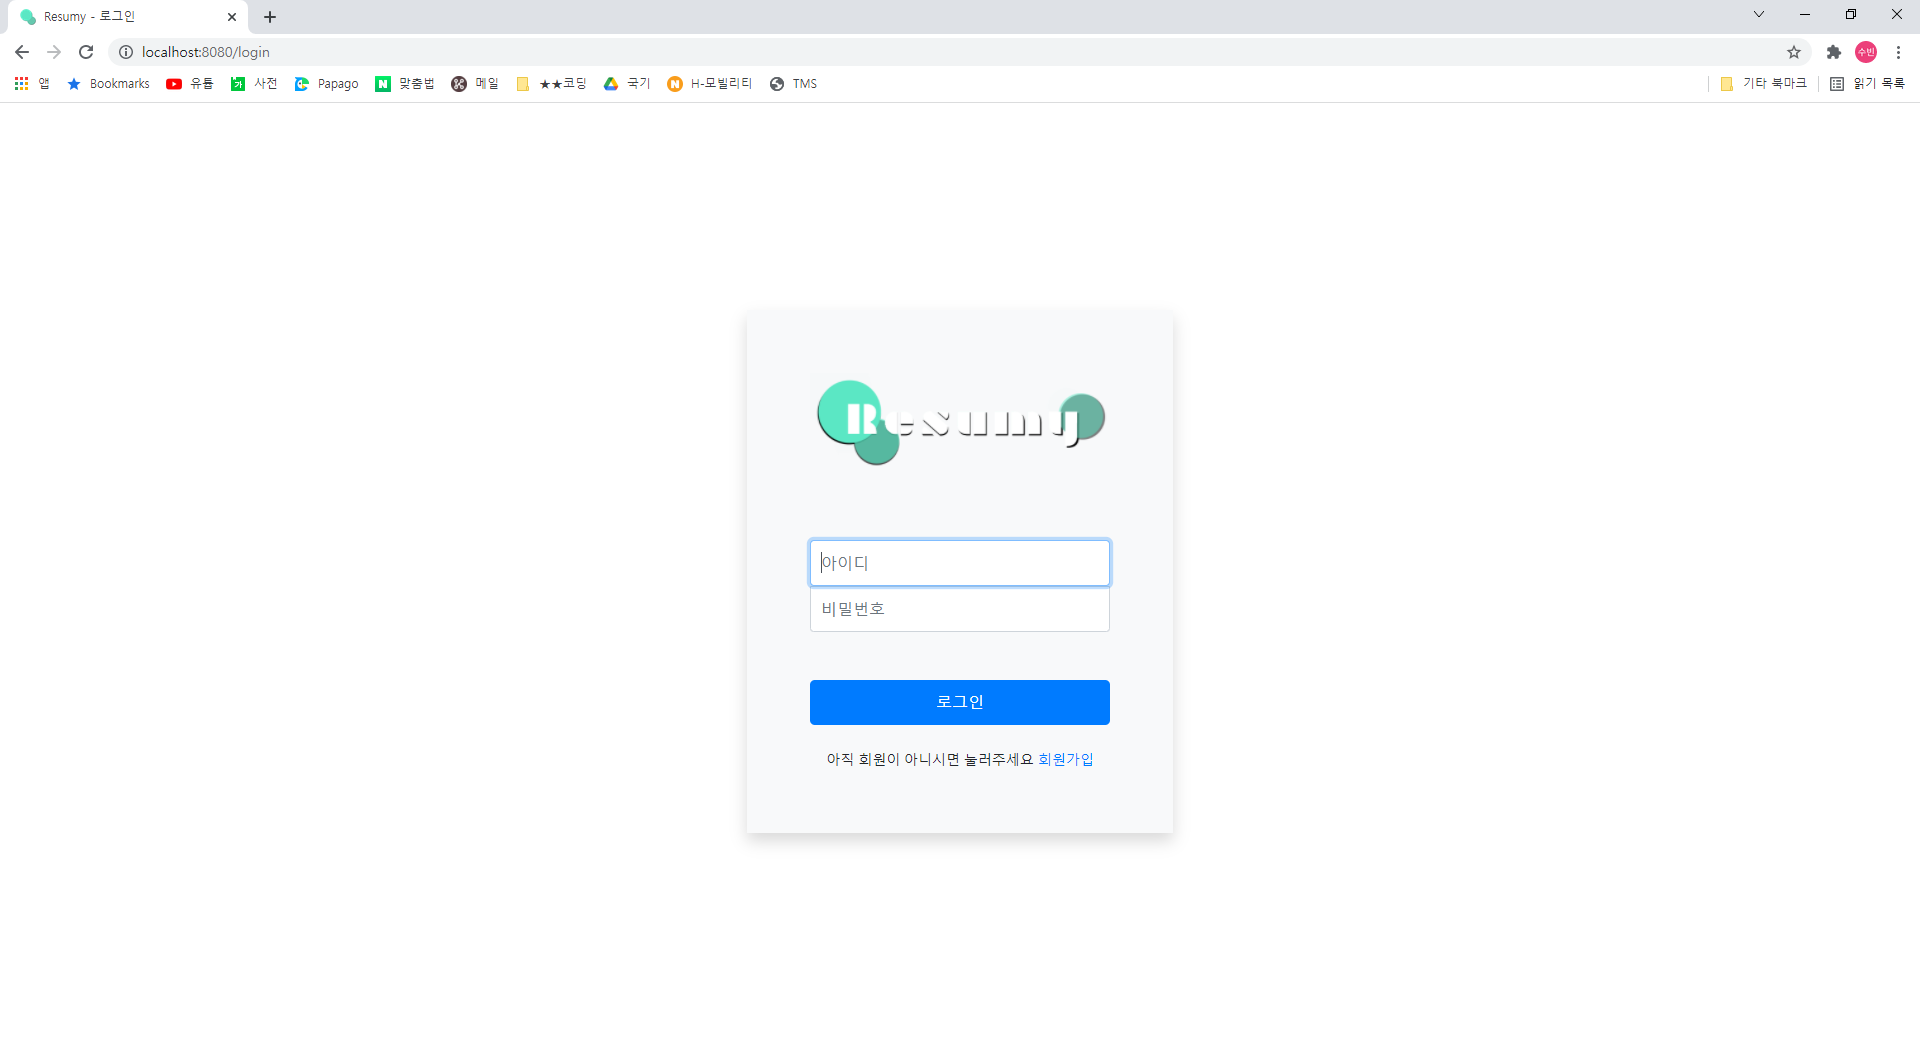 Resumy - 로그인
localhost:8080/login
수빈
앱 Bookmarks 유튭 사전 Papago 맞춤법 메일 ★★코딩 국기 H-모빌리티 TMS 기타 북마크 읽기 목록
Resumy
아이디
비밀번호
로그인
아직 회원이 아니시면 눌러주세요 회원가입